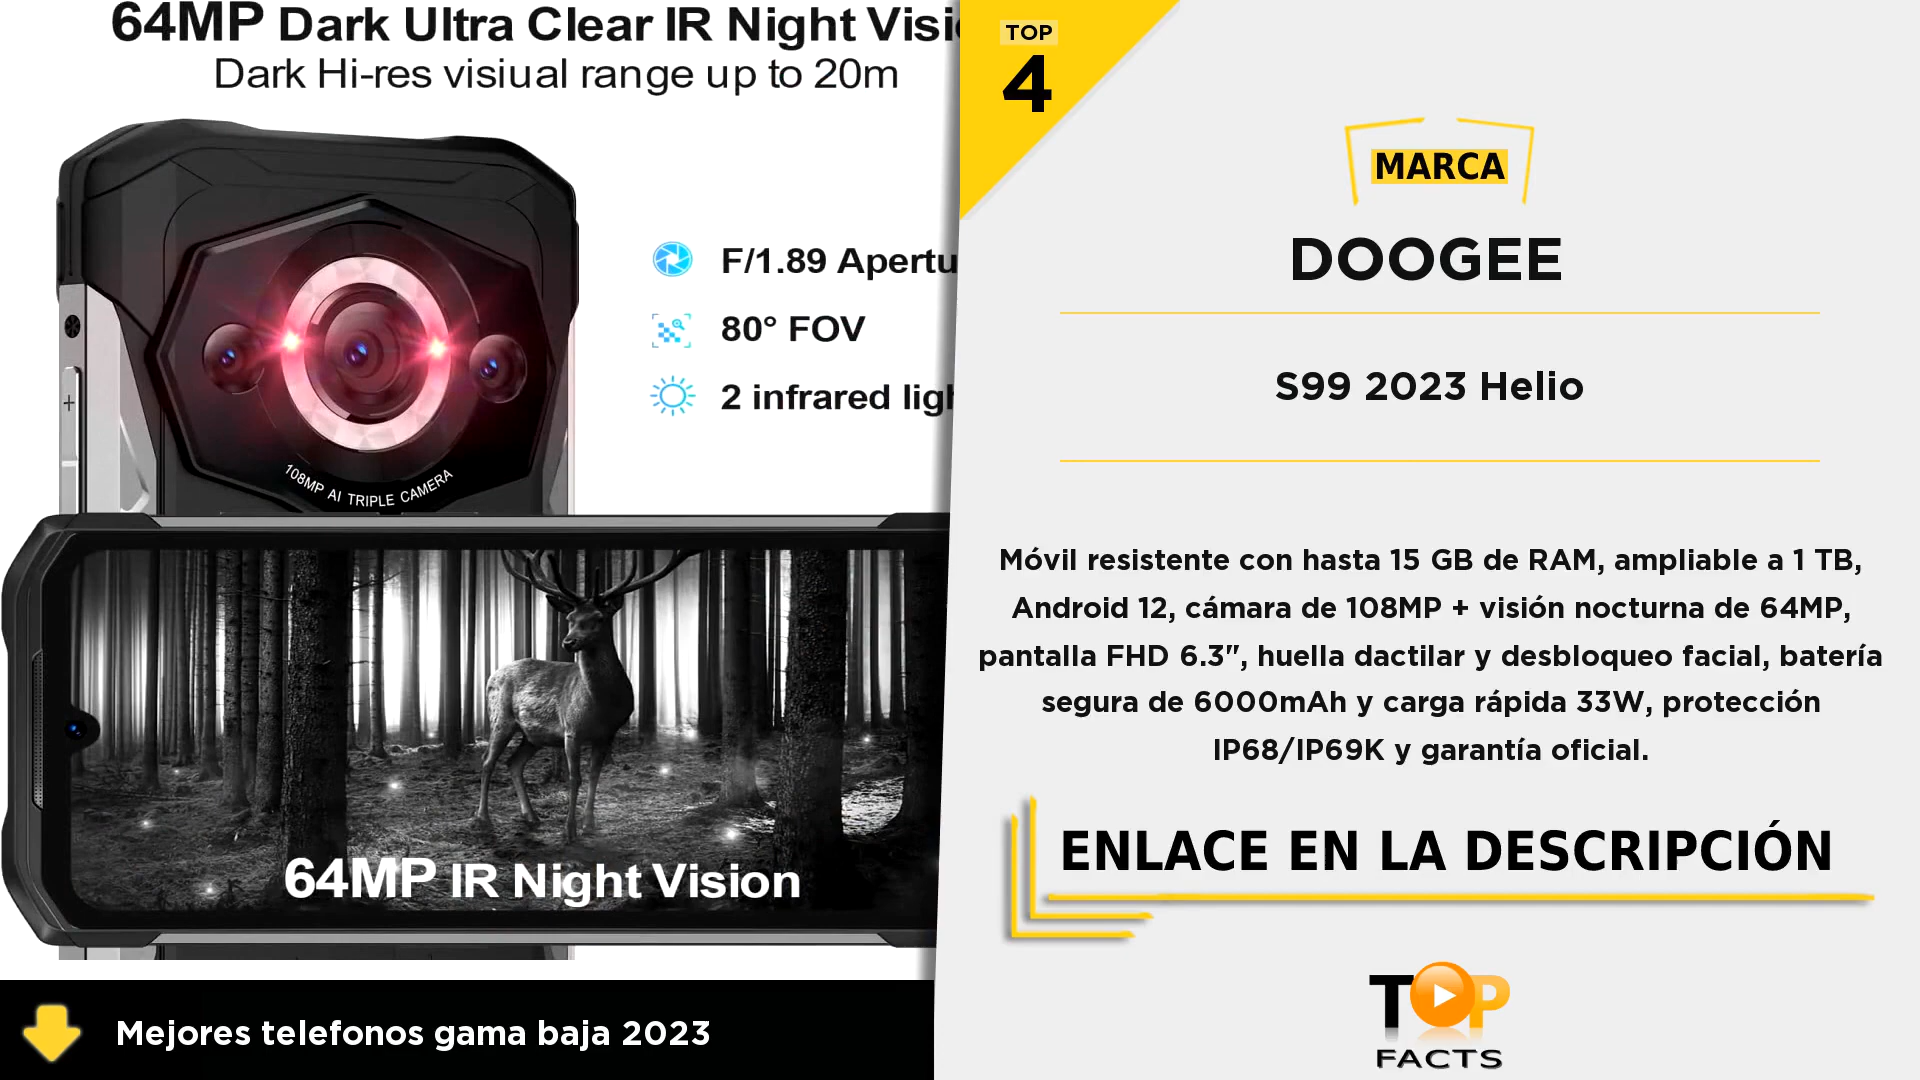 64MP Dark Ultra Clear IR Night Visi
Dark Hi-res visiual range up to 20m
F/1.89 Apertu
80° FOV
2 infrared ligh
108MP AI TRIPLE CAMERA
64MP IR Night Vision
Mejores telefonos gama baja 2023
TOP
4
MARCA
DOOGEE
S99 2023 Helio
Móvil resistente con hasta 15 GB de RAM, ampliable a 1 TB,
Android 12, cámara de 108MP + visión nocturna de 64MP,
pantalla FHD 6.3", huella dactilar y desbloqueo facial, batería
segura de 6000mAh y carga rápida 33W, protección
IP68/IP69K y garantía oficial.
ENLACE EN LA DESCRIPCIÓN
TOP
FACTS